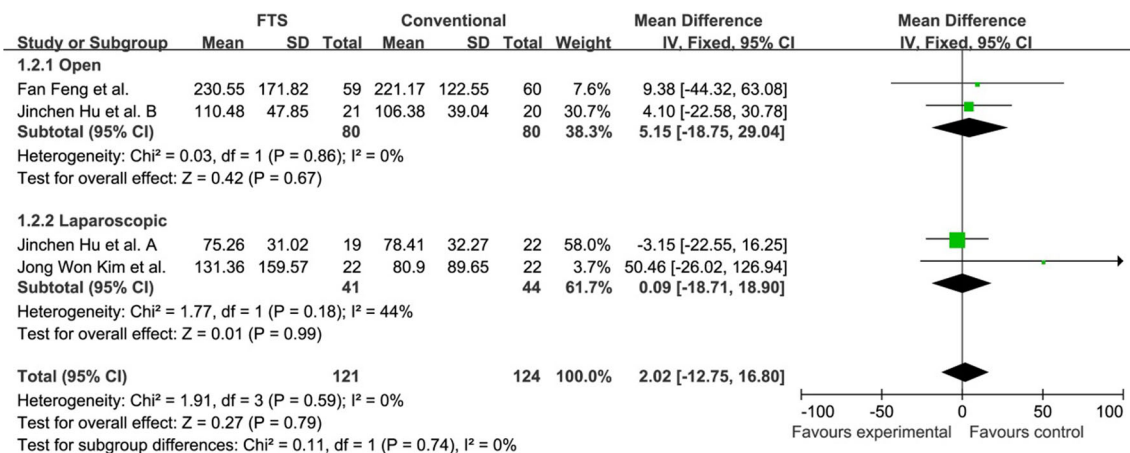 FTS Conventional Mean Difference Mean Difference
Study or Subgroup Mean SD Total Mean SD Total Weight IV, Fixed, 95% CI IV, Fixed, 95% CI
1.2.1 Open
Fan Feng et al. 230.55 171.82 59 221.17 122.55 60 7.6% 9.38 [-44.32, 63.08]
Jinchen Hu et al. B 110.48 47.85 21 106.38 39.04 20 30.7% 4.10 [-22.58, 30.78]
Subtotal (95% CI) 80 80 38.3% 5.15 [-18.75, 29.04]
Heterogeneity: Chi² = 0.03, df = 1 (P = 0.86); I² = 0%
Test for overall effect: Z = 0.42 (P = 0.67)
1.2.2 Laparoscopic
Jinchen Hu et al. A 75.26 31.02 19 78.41 32.27 22 58.0% -3.15 [-22.55, 16.25]
Jong Won Kim et al. 131.36 159.57 22 80.9 89.65 22 3.7% 50.46 [-26.02, 126.94]
Subtotal (95% CI) 41 44 61.7% 0.09 [-18.71, 18.90]
Heterogeneity: Chi² = 1.77, df = 1 (P = 0.18); I² = 44%
Test for overall effect: Z = 0.01 (P = 0.99)
Total (95% CI) 121 124 100.0% 2.02 [-12.75, 16.80]
Heterogeneity: Chi² = 1.91, df = 3 (P = 0.59); I² = 0%
Test for overall effect: Z = 0.27 (P = 0.79)
Test for subgroup differences: Chi² = 0.11, df = 1 (P = 0.74), I² = 0%
-100 -50 0 50 100
Favours experimental Favours control